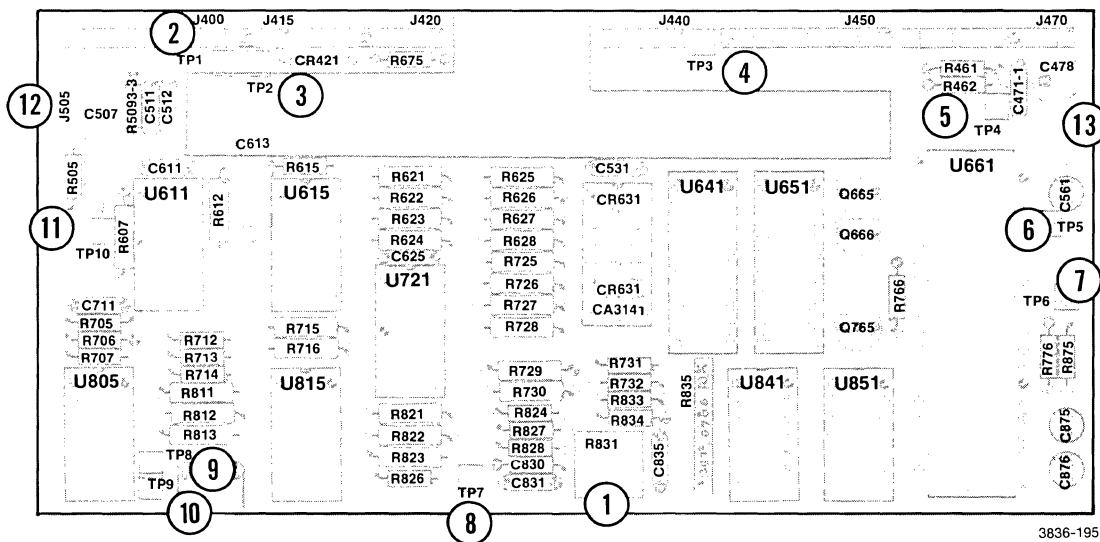 J400 J415 J420 J440 J450 J470
2
TP1 CR421 R675 TP3 4 R461 C478
12 J505 C507 R5093-3 C511 C512 TP2 3 R462 C471-1
5 TP4 13
C613
R505 C611 R615 R621 R625 C531 U661
U611 R612 U615 R622 R626 CR631 U641 U651 Q665 C561
R623 R627
11 R607 R624 R628 Q666 6 TP5
TP10 C625 R725
U721 R726 CR631 R766 TP6 7
C711 R727 CA3141
R705 R715 R728 Q765
R706 R712 R716 R776 R875
R707 R713 R729 R731 R835
U805 R714 U815 R730 R732 U841 U851
R811 R833
R812 R821 R824 R834 C875
R813 R822 R827 R831 C835
TP8 9 R823 R828 C876
TP9 R826 C830
C831
10 TP7 8 1
3836-195